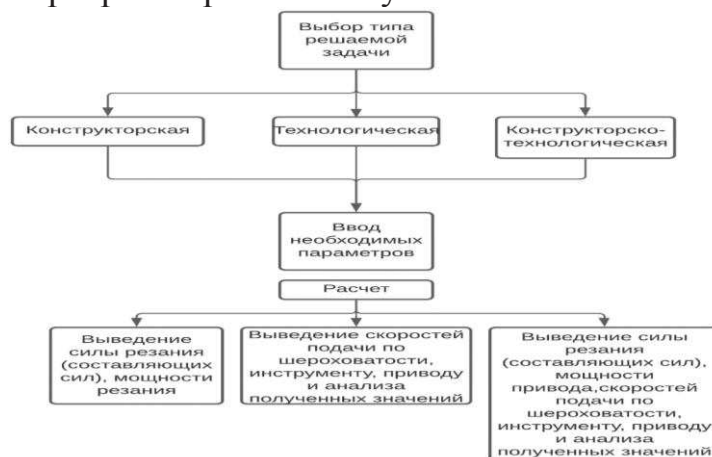 Выбор типа
решаемой
задачи
Конструкторская
Технологическая
Конструкторско-
технологическая
Ввод
необходимых
параметров
Расчет
Выведение
силы резания
(составляющих
сил), мощности
резания
Выведение скоростей
подачи по
шероховатости,
инструменту, приводу
и анализа
полученных значений
Выведение силы
резания
(составляющих сил),
мощности
привода,скоростей
подачи по
шероховатости,
инструменту, приводу
и анализа
полученных значений